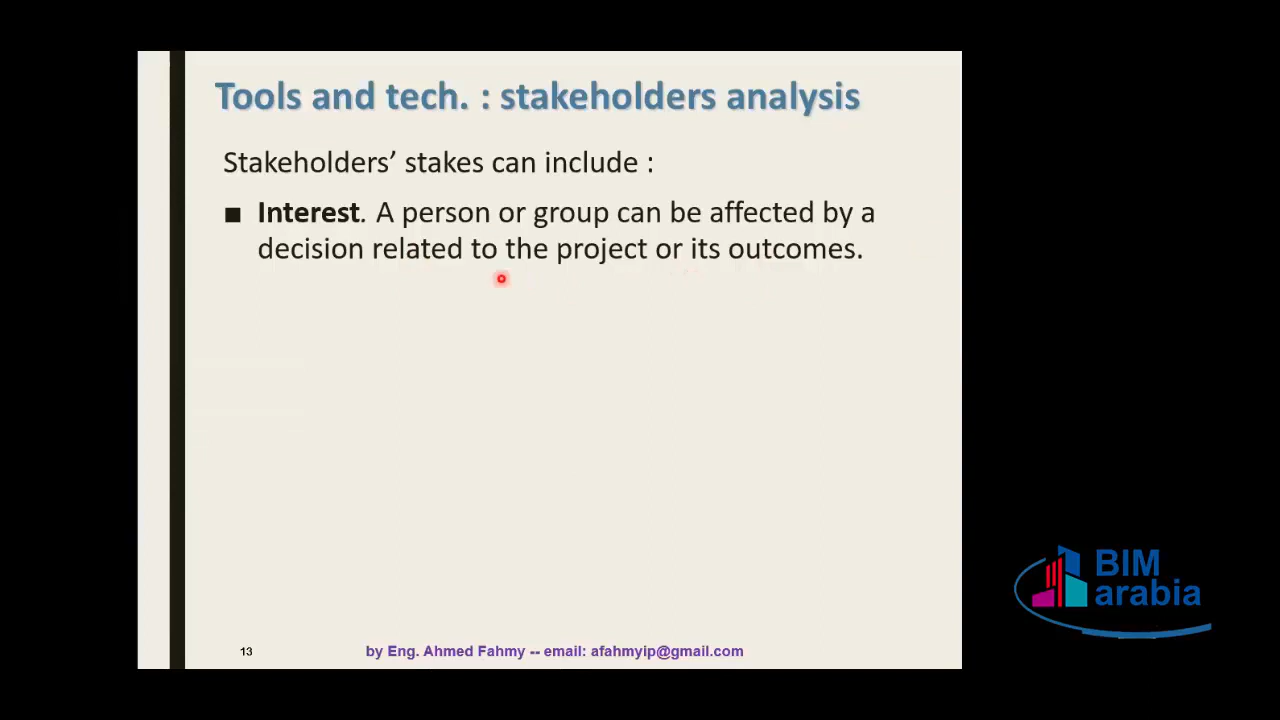 Tools and tech. : stakeholders analysis
Stakeholders’ stakes can include :
■ Interest. A person or group can be affected by a
decision related to the project or its outcomes.
BIM
arabia
13
by Eng. Ahmed Fahmy -- email: afahmyip@gmail.com